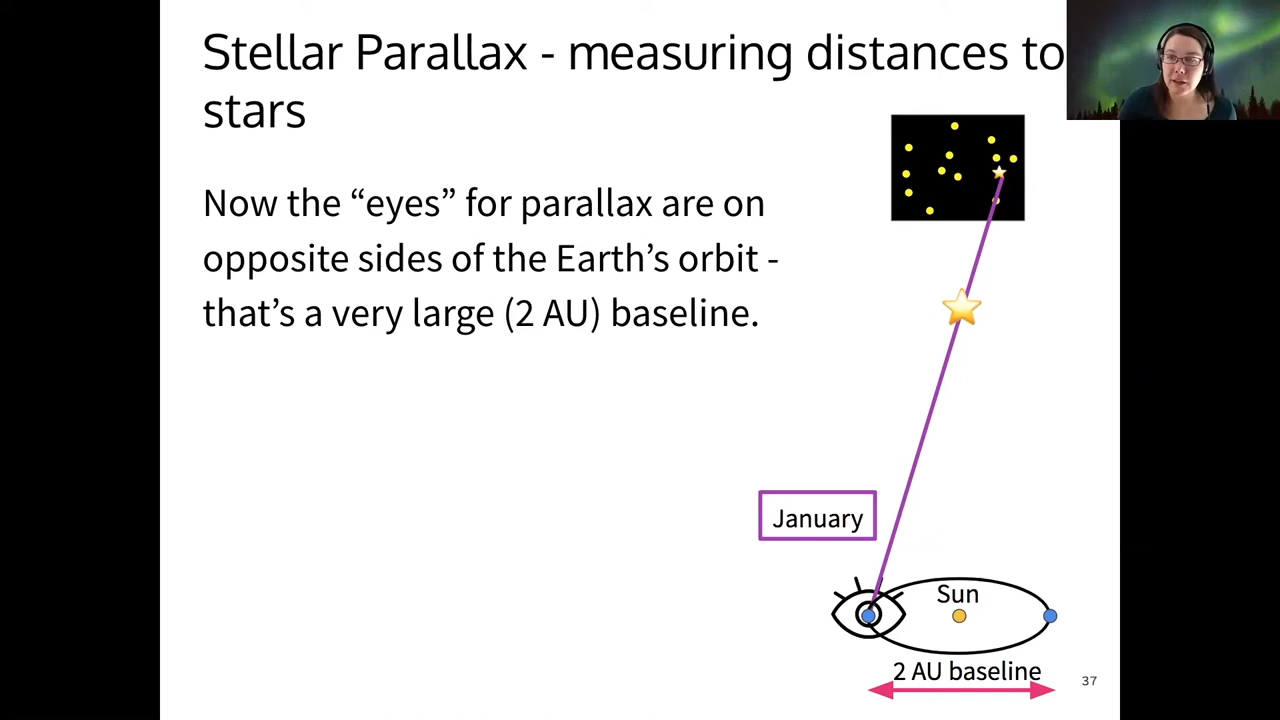 Stellar Parallax - measuring distances to
stars
Now the “eyes” for parallax are on
opposite sides of the Earth’s orbit -
that’s a very large (2 AU) baseline.
January
Sun
2 AU baseline
37